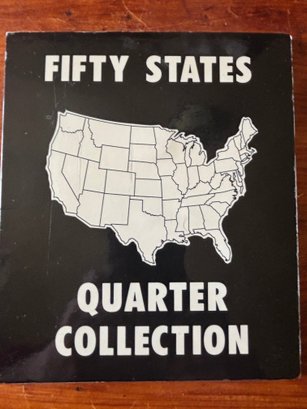 FIFTY STATES
QUARTER
COLLECTION